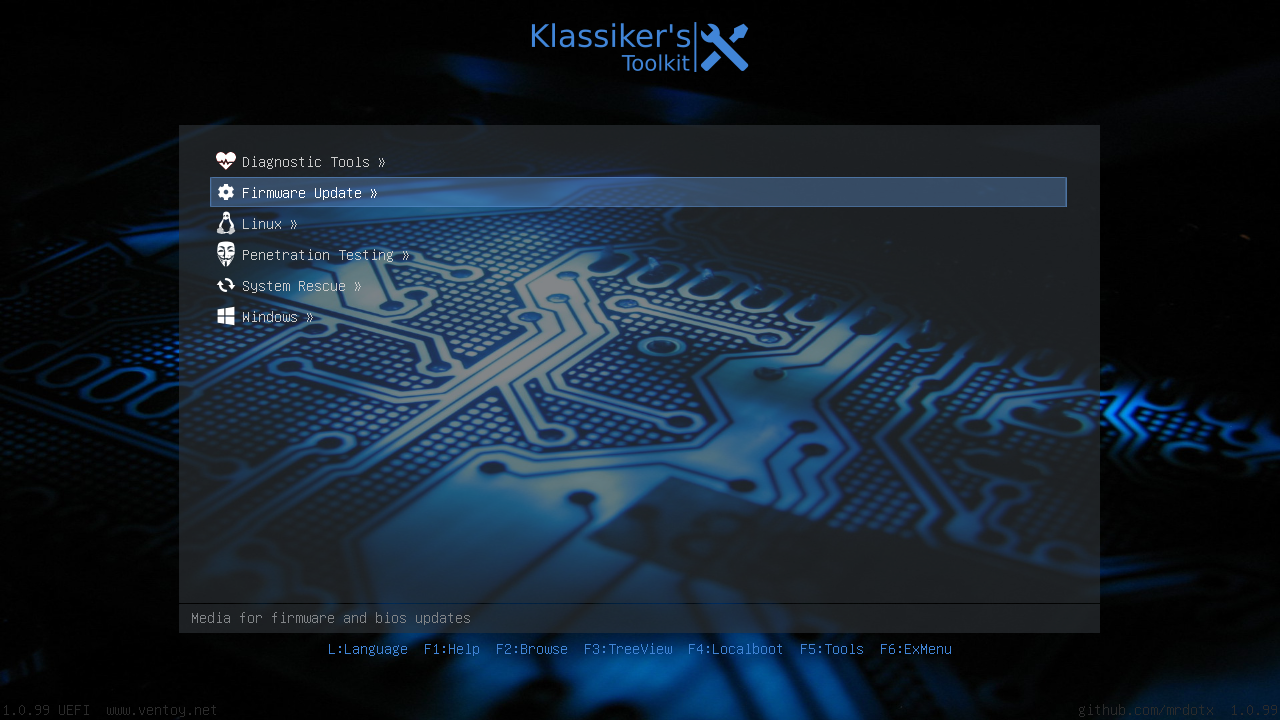 Klassiker's
Toolkit
Diagnostic Tools »
Firmware Update »
Linux »
Penetration Testing »
System Rescue »
Windows »
Media for firmware and bios updates
L:Language F1:Help F2:Browse F3:TreeView F4:Localboot F5:Tools F6:ExMenu
1.0.99 UEFI www.ventoy.net github.com/mrdotx 1.0.99